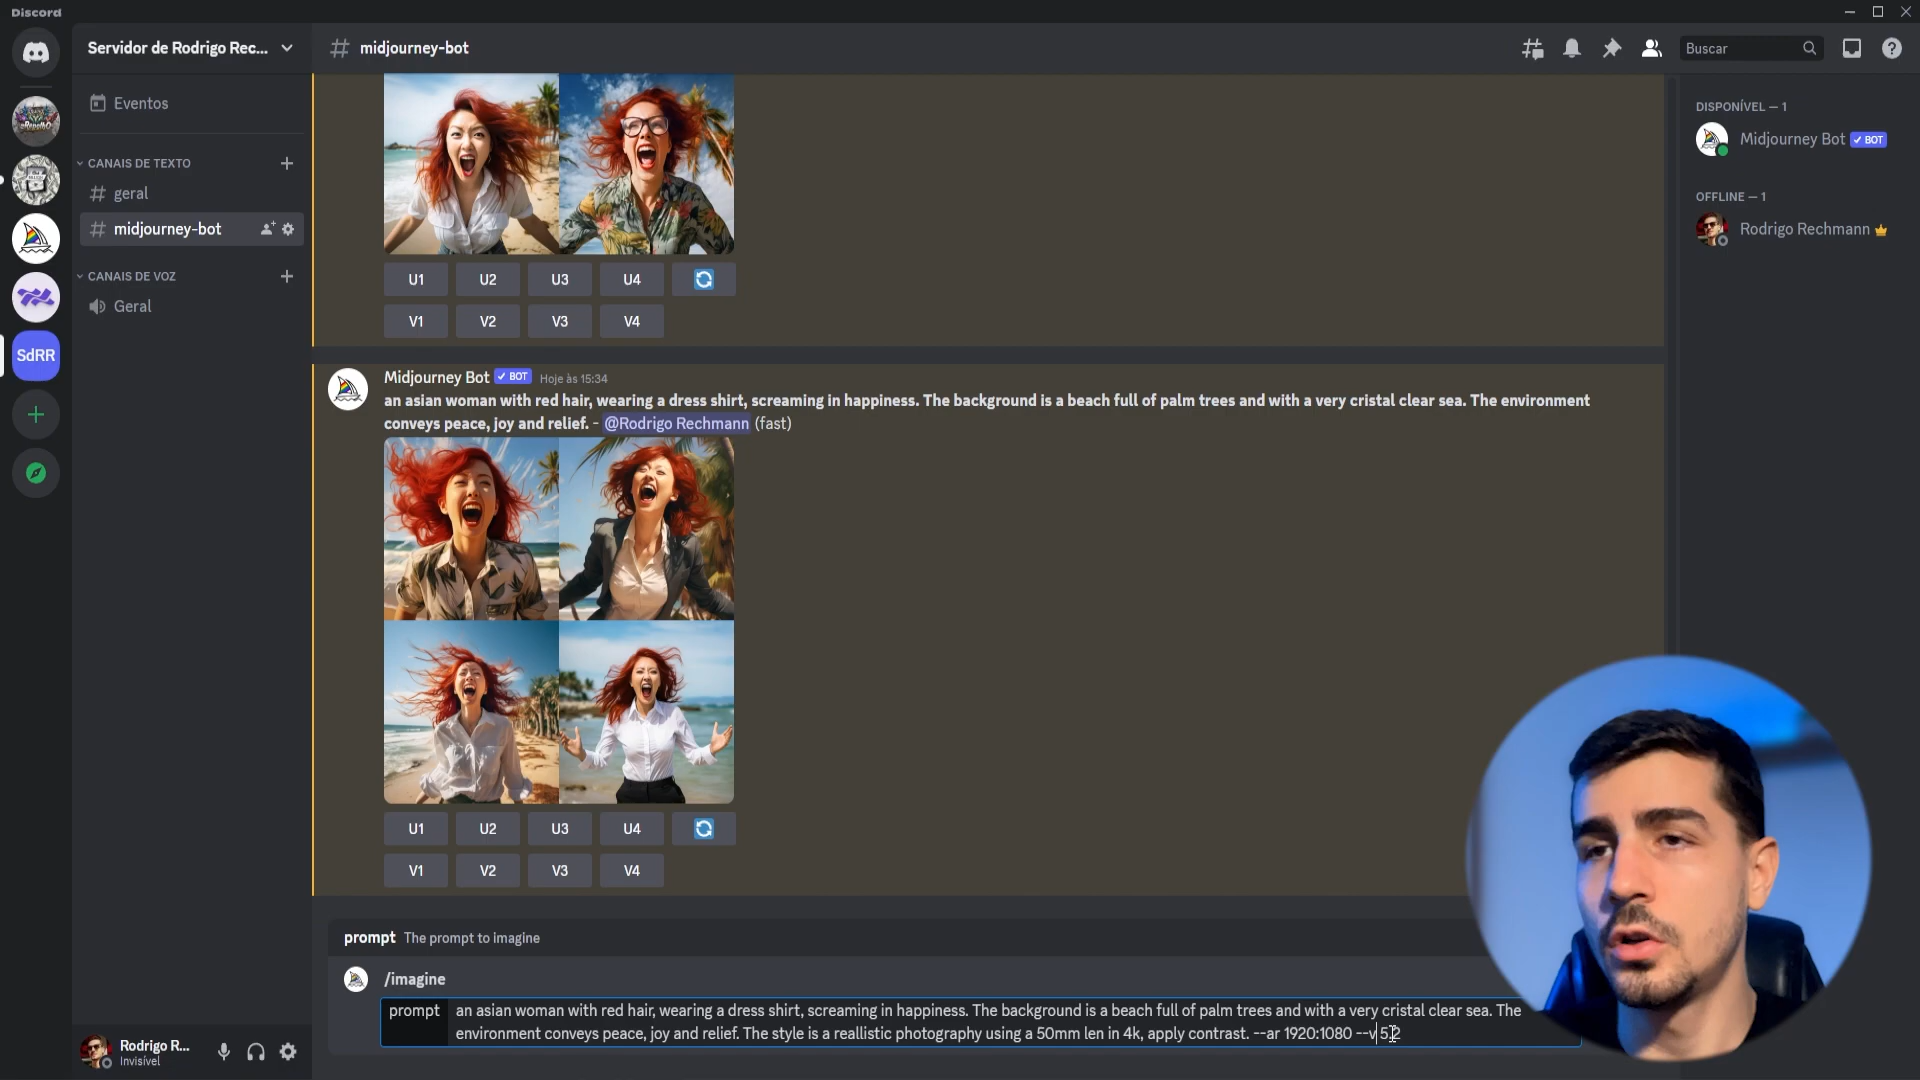 Discord
Servidor de Rodrigo Rec...
midjourney-bot
Buscar
Eventos
CANAIS DE TEXTO
geral
midjourney-bot
CANAIS DE VOZ
Geral
SdRR
U1 U2 U3 U4
V1 V2 V3 V4
Midjourney Bot BOT Hoje às 15:34
an asian woman with red hair, wearing a dress shirt, screaming in happiness. The background is a beach full of palm trees and with a very cristal clear sea. The environment
conveys peace, joy and relief. - @Rodrigo Rechmann (fast)
U1 U2 U3 U4
V1 V2 V3 V4
prompt The prompt to imagine
/imagine
prompt an asian woman with red hair, wearing a dress shirt, screaming in happiness. The background is a beach full of palm trees and with a very cristal clear sea. The
environment conveys peace, joy and relief. The style is a reallistic photography using a 50mm len in 4k, apply contrast. --ar 1920:1080 --v 5.2
Rodrigo R...
Invisível
DISPONÍVEL — 1
Midjourney Bot BOT
OFFLINE — 1
Rodrigo Rechmann